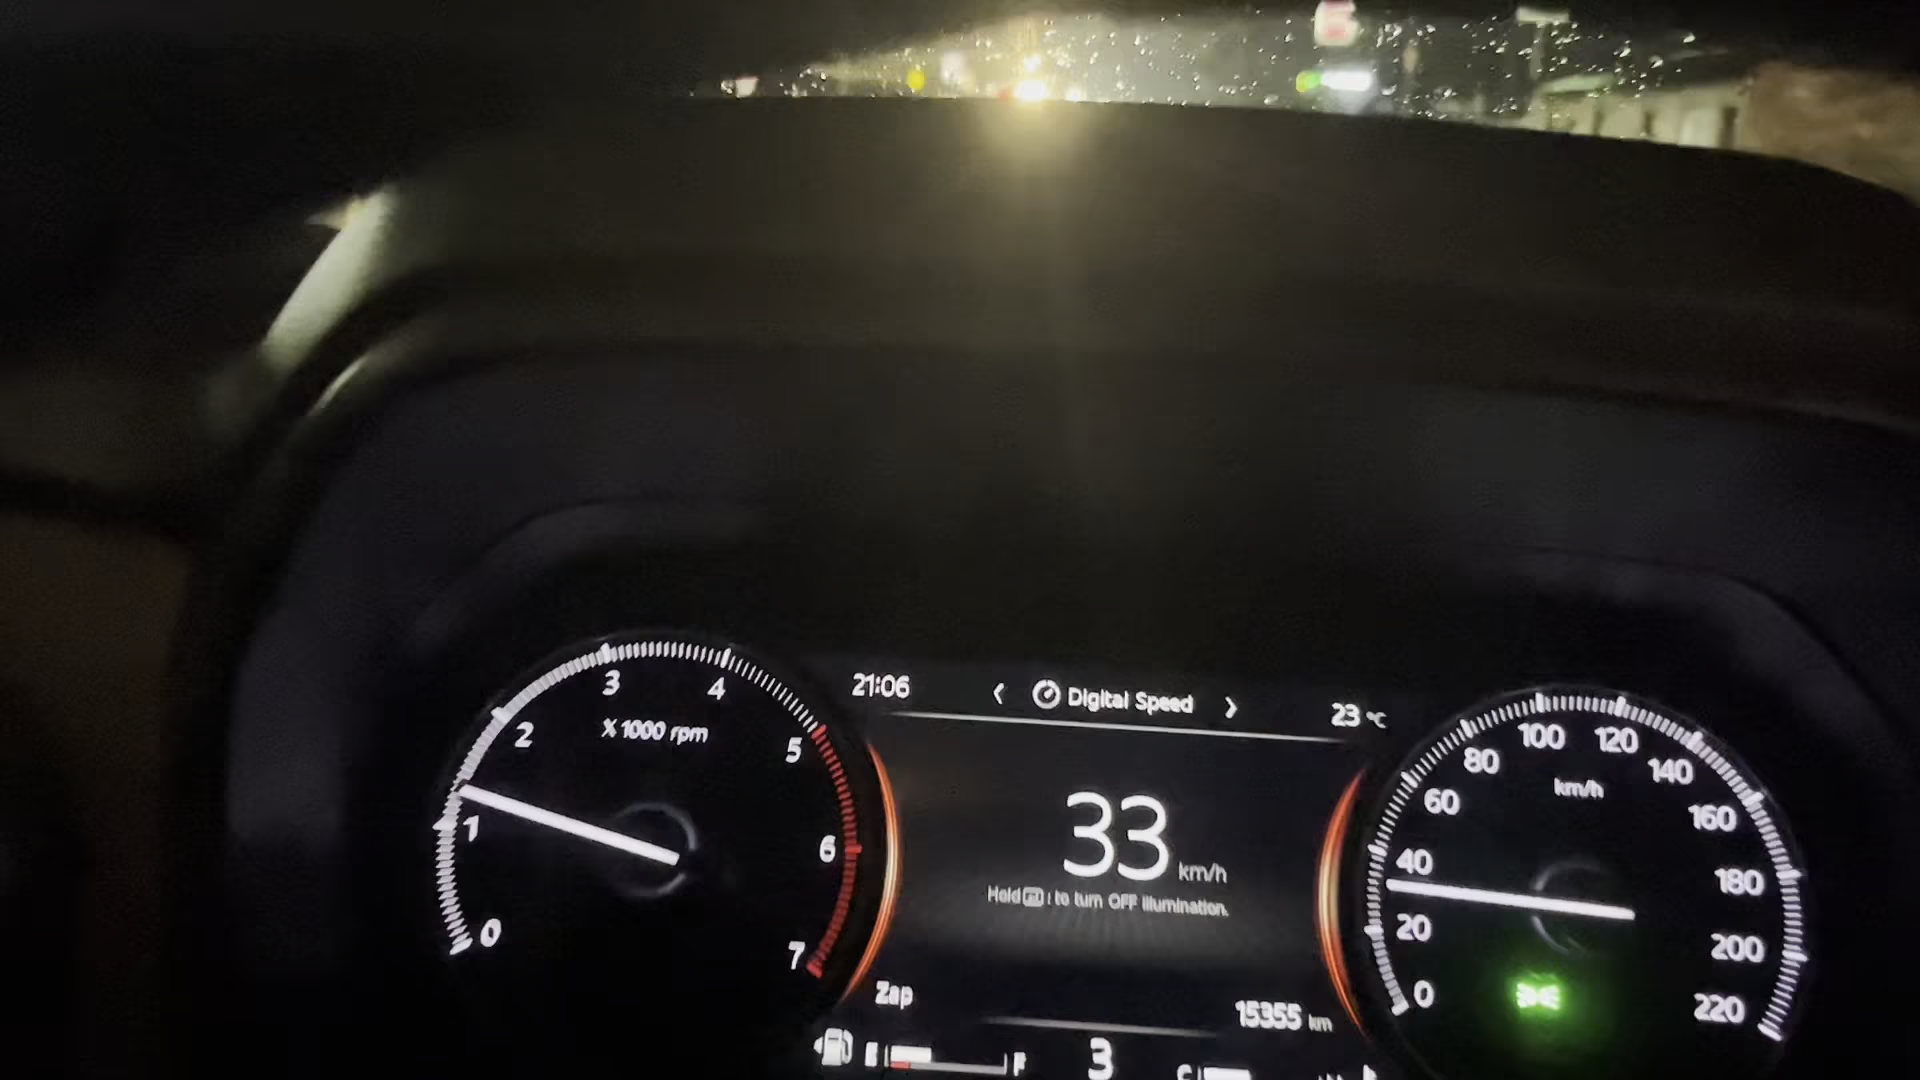 21:06
Digital Speed
23 °C
33 km/h
Hold : to turn OFF illumination.
Zap
15355 km
E
F
3
C
0
1
2
3
4
5
6
7
X 1000 rpm
0
20
40
60
80
100
120
140
160
180
200
220
km/h